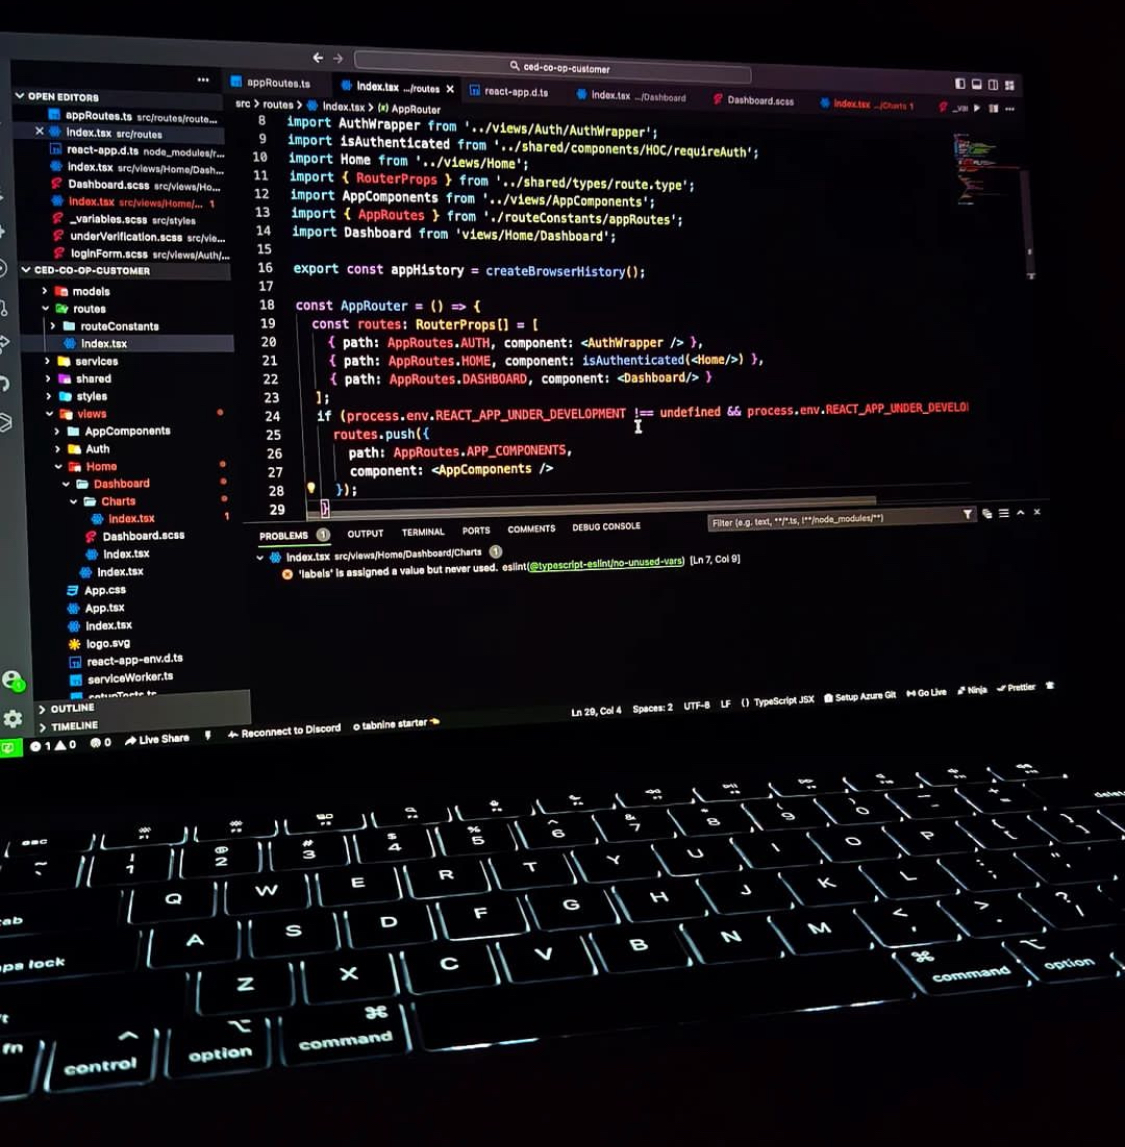 ced-co-op-customer
OPEN EDITORS
appRoutes.ts src/routes/route...
index.tsx src/routes
react-app.d.ts node_modules/r...
index.tsx src/views/Home/Dash...
Dashboard.scss src/views/Ho...
index.tsx src/views/Home/... 1
_variables.scss src/styles
underVerification.scss src/vie...
loginForm.scss src/views/Auth/...
CED-CO-OP-CUSTOMER
models
routes
routeConstants
index.tsx
services
shared
styles
views
AppComponents
Auth
Home
Dashboard
Charts
index.tsx 1
Dashboard.scss
index.tsx
index.tsx
App.css
App.tsx
index.tsx
logo.svg
react-app-env.d.ts
serviceWorker.ts
setupTests.ts
OUTLINE
TIMELINE
appRoutes.ts index.tsx .../routes react-app.d.ts index.tsx .../Dashboard Dashboard.scss index.tsx .../Charts 1
src > routes > index.tsx > AppRouter
8 import AuthWrapper from '../views/Auth/AuthWrapper';
9 import isAuthenticated from '../shared/components/HOC/requireAuth';
10 import Home from '../views/Home';
11 import { RouterProps } from '../shared/types/route.type';
12 import AppComponents from '../views/AppComponents';
13 import { AppRoutes } from './routeConstants/appRoutes';
14 import Dashboard from 'views/Home/Dashboard';
15
16 export const appHistory = createBrowserHistory();
17
18 const AppRouter = () => {
19 const routes: RouterProps[] = [
20 { path: AppRoutes.AUTH, component: <AuthWrapper /> },
21 { path: AppRoutes.HOME, component: isAuthenticated(<Home/>) },
22 { path: AppRoutes.DASHBOARD, component: <Dashboard/> }
23 ];
24 if (process.env.REACT_APP_UNDER_DEVELOPMENT !== undefined && process.env.REACT_APP_UNDER_DEVELO
25 routes.push({
26 path: AppRoutes.APP_COMPONENTS,
27 component: <AppComponents />
28 });
29 }
PROBLEMS 1 OUTPUT TERMINAL PORTS COMMENTS DEBUG CONSOLE Filter (e.g. text, **/*.ts, !**/node_modules/**)
index.tsx src/views/Home/Dashboard/Charts 1
'labels' is assigned a value but never used. eslint(@typescript-eslint/no-unused-vars) [Ln 7, Col 9]
1 0 0 Live Share Reconnect to Discord tabnine starter Ln 29, Col 4 Spaces: 2 UTF-8 LF {} TypeScript JSX Setup Azure Git Go Live Ninja Prettier
esc
~ ! 1 @ 2 # 3 $ 4 % 5 ^ 6 & 7 * 8 9 0 delete
tab Q W E R T Y U I O P
caps lock A S D F G H J K L
Z X C V B N M < , > . ? /
fn control option command command option